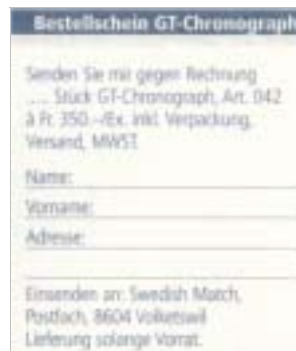 Bestellschein GT-Chronograph
Senden Sie mir gegen Rechnung
..... Stück GT-Chronograph, Art. 042
à Fr. 350.–/Ex. inkl. Verpackung,
Versand, MWST.
Name:
Vorname:
Adresse:
Einsenden an: Swedish Match,
Postfach, 8604 Volketswil
Lieferung solange Vorrat.